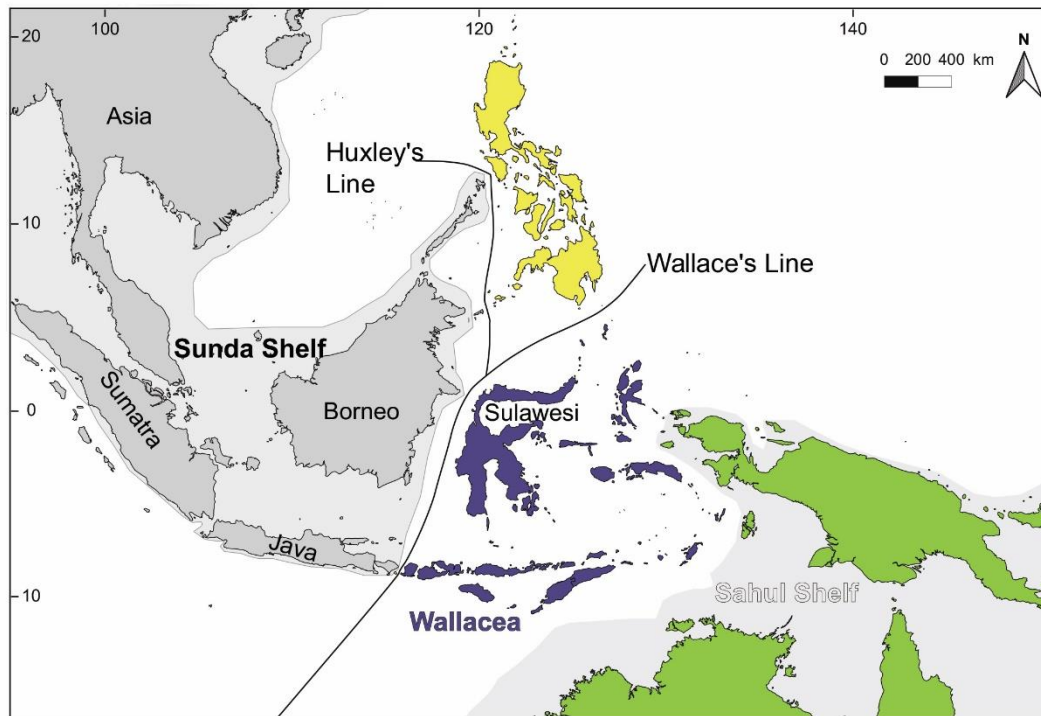 100
120
140
20
N
0 200 400 km
Asia
Huxley's
Line
10
Wallace's Line
Sunda Shelf
Sumatra
Borneo
Sulawesi
0
Java
Sahul Shelf
10
Wallacea